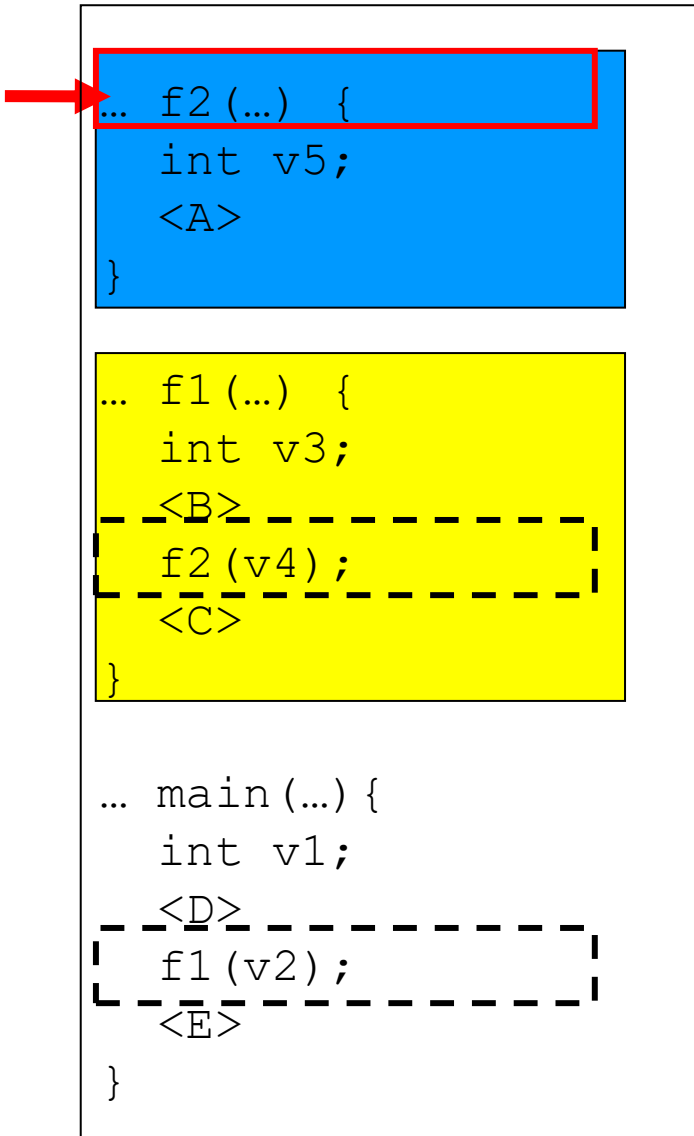 … f2(…) {
int v5;
<A>
}
… f1(…) {
int v3;
<B>
f2(v4);
<C>
}
… main(…){
int v1;
<D>
f1(v2);
<E>
}